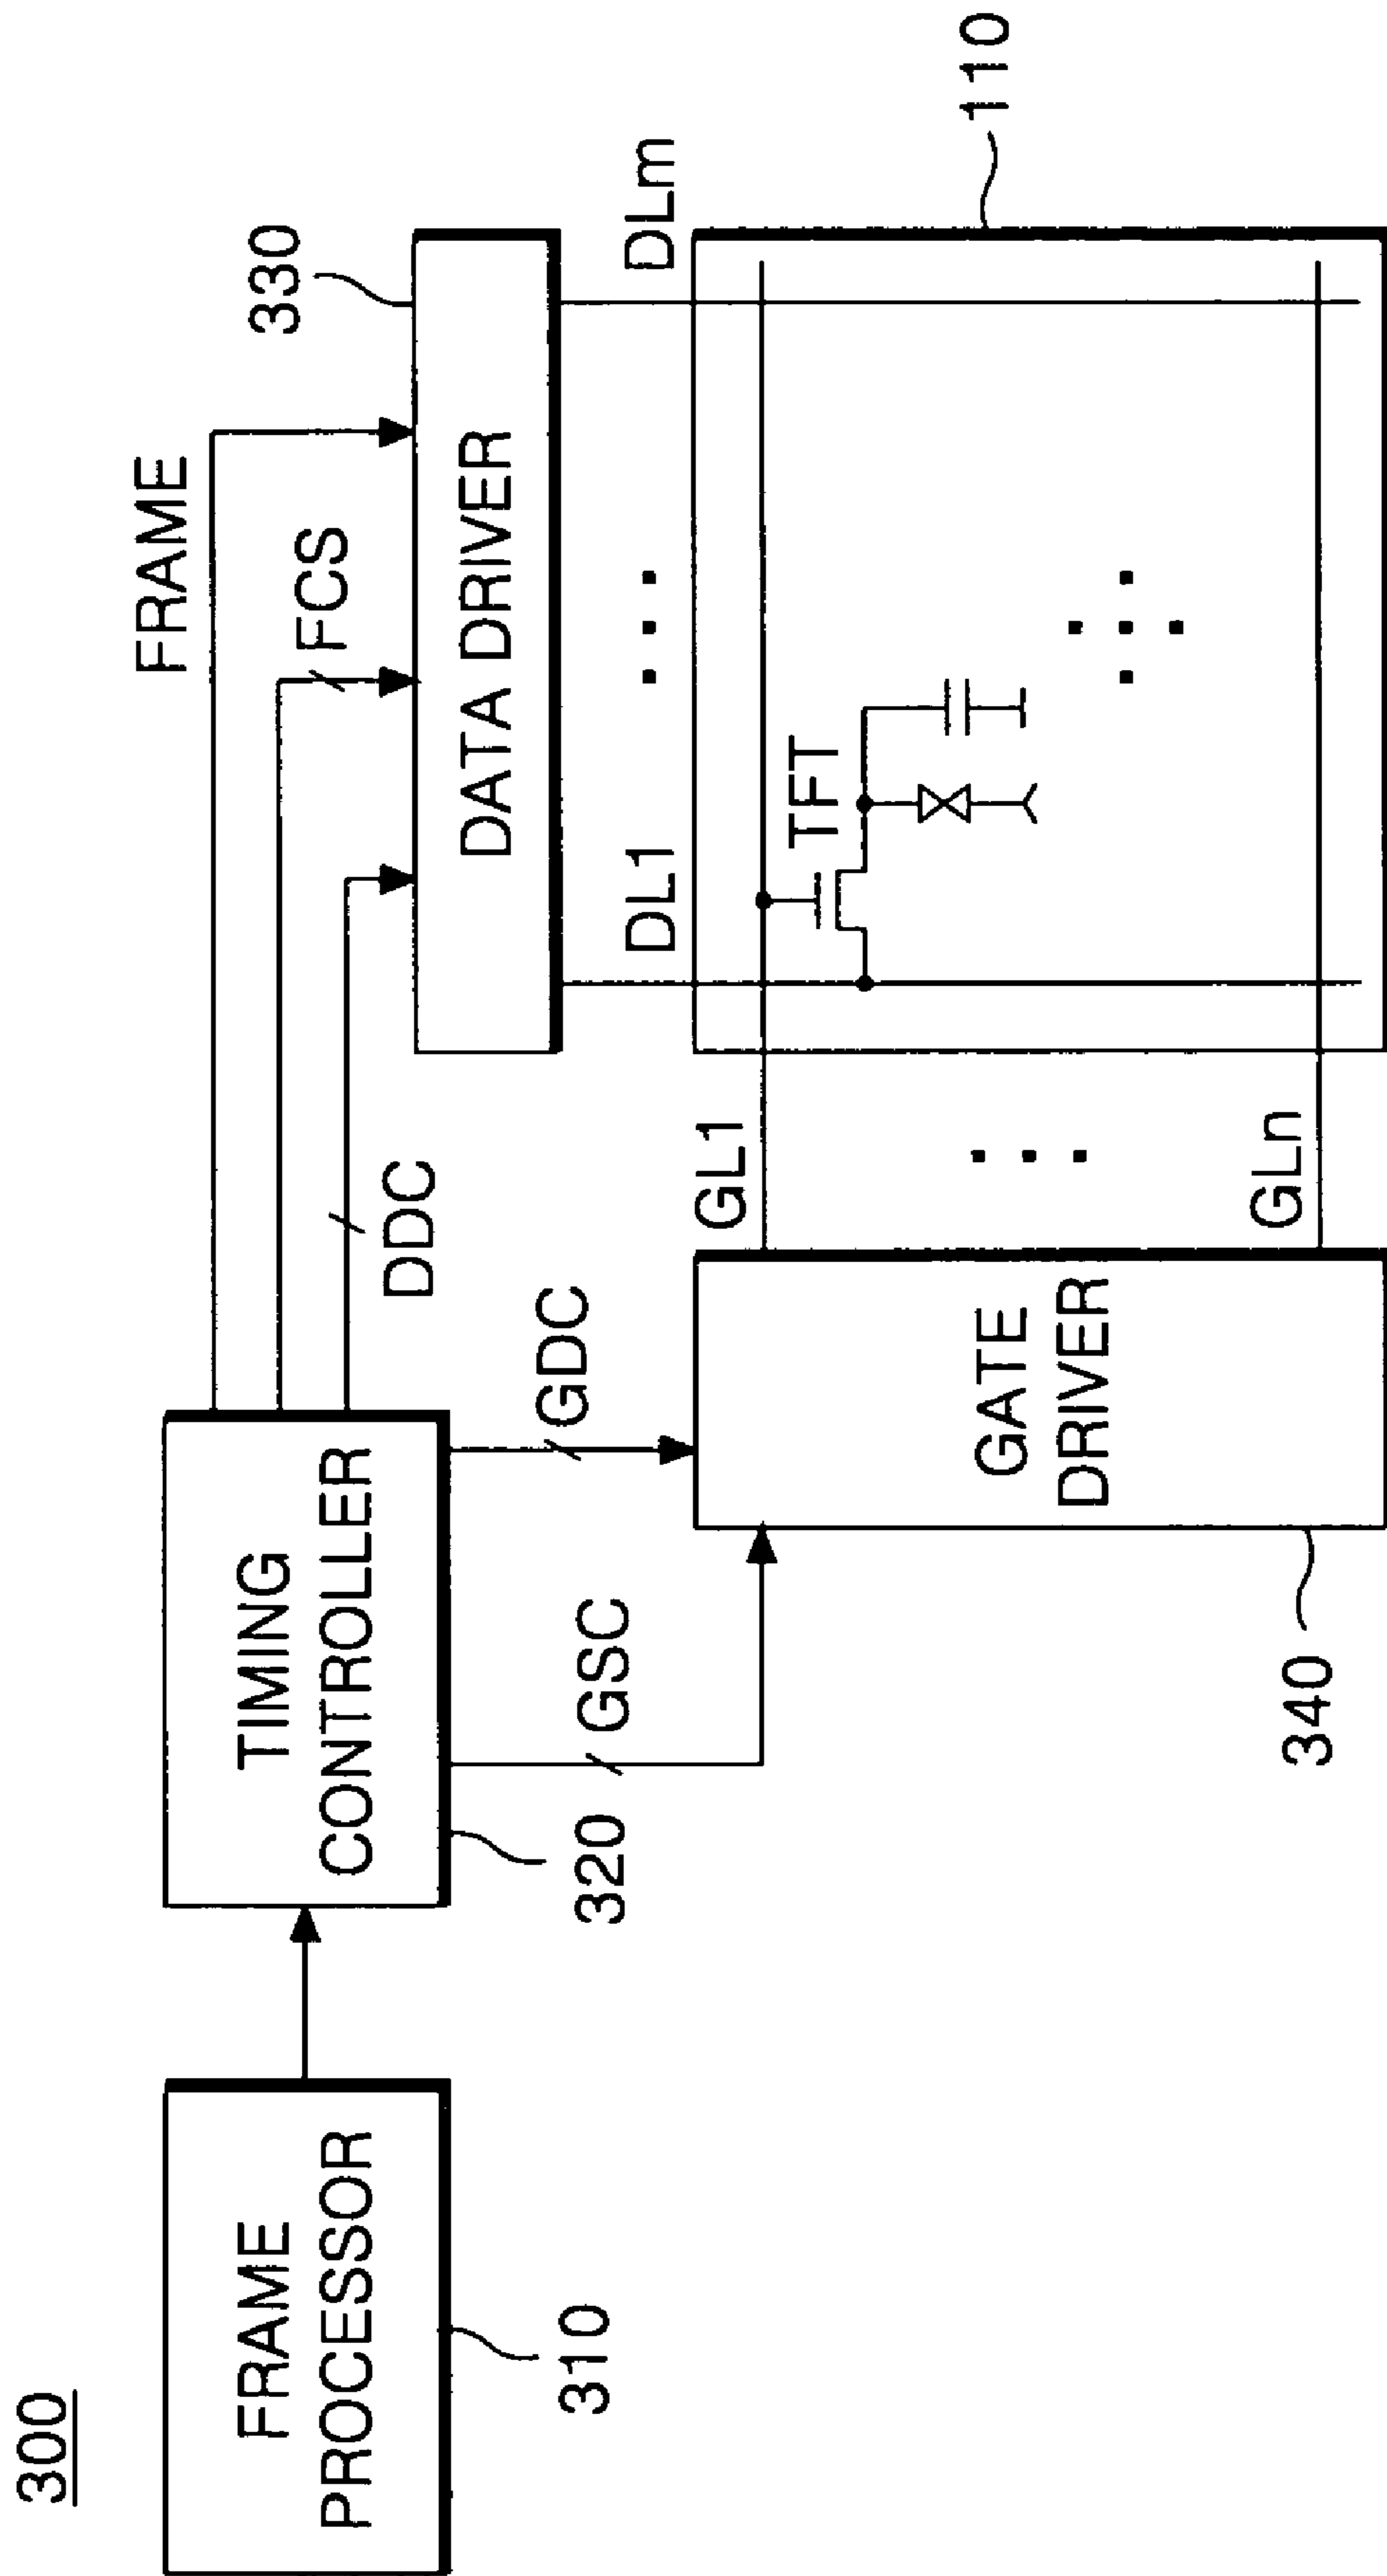 300
FRAME
PROCESSOR
310
TIMING
CONTROLLER
320
FRAME
FCS
DDC
GDC
GSC
330
DATA DRIVER
DL1
DLm
GATE
DRIVER
340
GL1
GLn
TFT
110